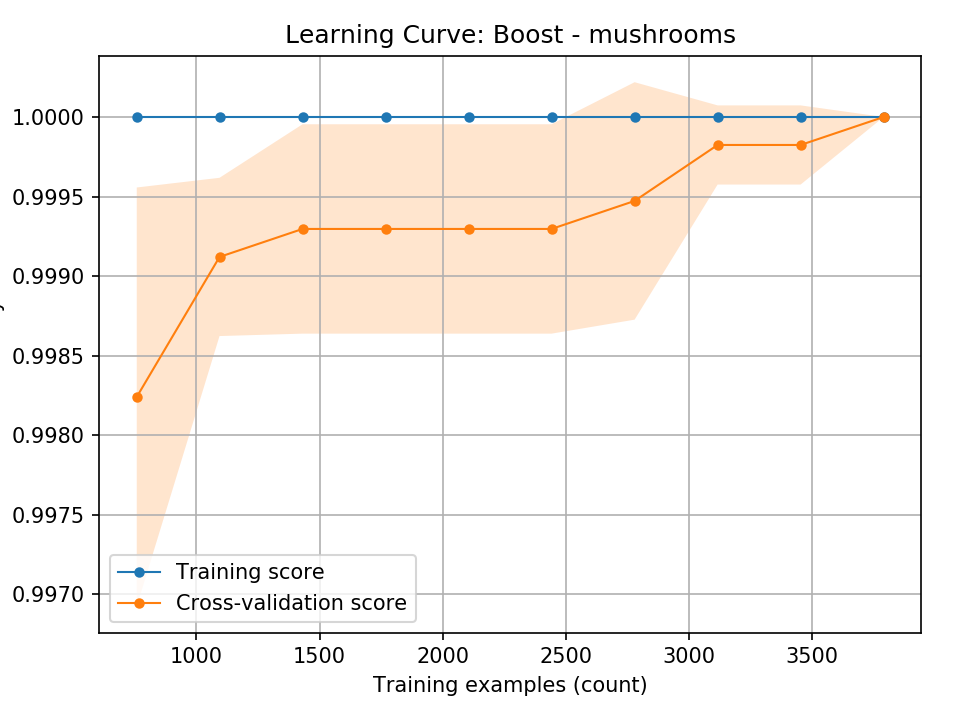 Learning Curve: Boost - mushrooms
1.0000
0.9995
0.9990
0.9985
0.9980
0.9975
0.9970
Training score
Cross-validation score
1000 1500 2000 2500 3000 3500
Training examples (count)